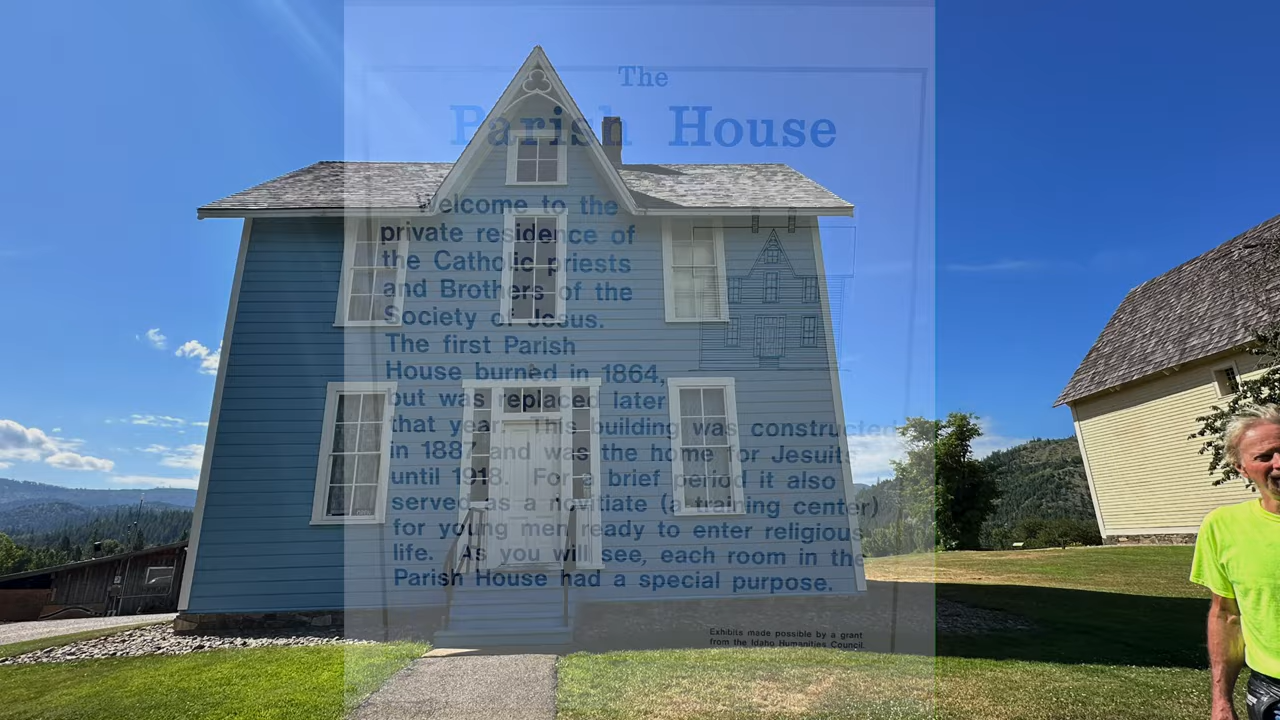 The
Parish House
Welcome to the
private residence of
the Catholic priests
and Brothers of the
Society of Jesus.
The first Parish
House burned in 1864,
but was replaced later
that year. This building was constructed
in 1887 and was the home for Jesuits
until 1918. For a brief period it also
served as a novitiate (a training center)
for young men ready to enter religious
life. As you will see, each room in the
Parish House had a special purpose.
Exhibits made possible by a grant
from the Idaho Humanities Council.